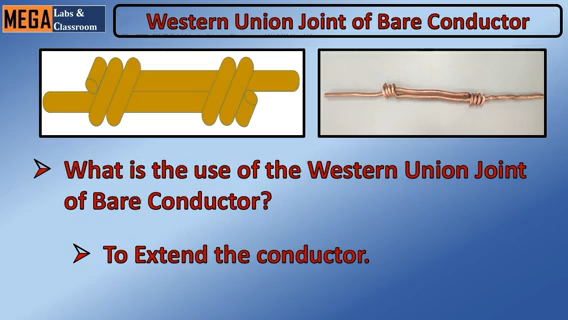 MEGA Labs & Classroom
Western Union Joint of Bare Conductor
What is the use of the Western Union Joint
of Bare Conductor?
To Extend the conductor.